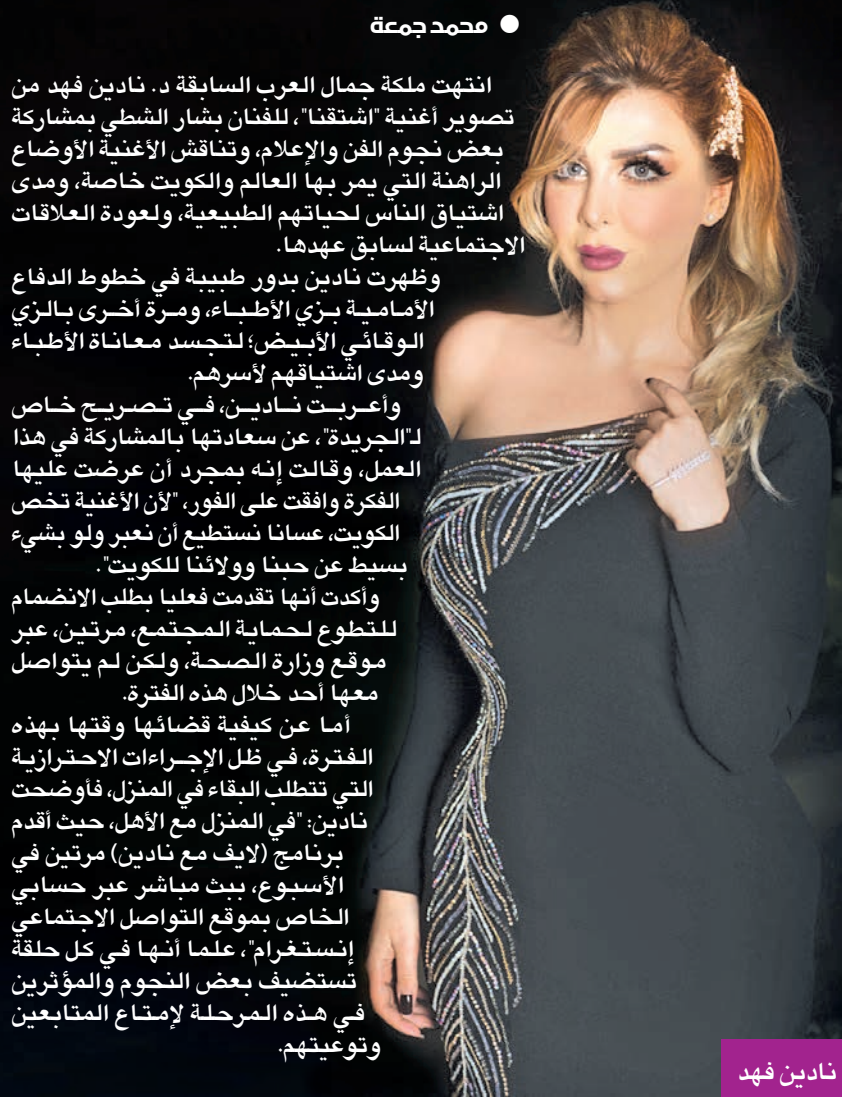 ● محمد جمعة
انتهت ملكة جمال العرب السابقة د. نادين فهد من
تصوير أغنية "اشتقنا"، للفنان بشار الشطي بمشاركة
بعض نجوم الفن والإعلام، وتناقش الأغنية الأوضاع
الراهنة التي يمر بها العالم والكويت خاصة، ومدى
اشتياق الناس لحياتهم الطبيعية، ولعودة العلاقات
الاجتماعية لسابق عهدها.
وظهرت نادين بدور طبيبة في خطوط الدفاع
الأمامية بزي الأطباء، ومرة أخرى بالزي
الوقائي الأبيض؛ لتجسد معاناة الأطباء
ومدى اشتياقهم لأسرهم.
وأعربت نادين، في تصريح خاص
لـ"الجريدة"، عن سعادتها بالمشاركة في هذا
العمل، وقالت إنه بمجرد أن عرضت عليها
الفكرة وافقت على الفور، "لأن الأغنية تخص
الكويت، عسانا نستطيع أن نعبر ولو بشيء
بسيط عن حبنا وولائنا للكويت".
وأكدت أنها تقدمت فعليا بطلب الانضمام
للتطوع لحماية المجتمع، مرتين، عبر
موقع وزارة الصحة، ولكن لم يتواصل
معها أحد خلال هذه الفترة.
أما عن كيفية قضائها وقتها بهذه
الفترة، في ظل الإجراءات الاحترازية
التي تتطلب البقاء في المنزل، فأوضحت
نادين: "في المنزل مع الأهل، حيث أقدم
برنامج (لايف مع نادين) مرتين في
الأسبوع، ببث مباشر عبر حسابي
الخاص بموقع التواصل الاجتماعي
إنستغرام"، علما أنها في كل حلقة
تستضيف بعض النجوم والمؤثرين
في هذه المرحلة لإمتاع المتابعين
وتوعيتهم.
نادين فهد